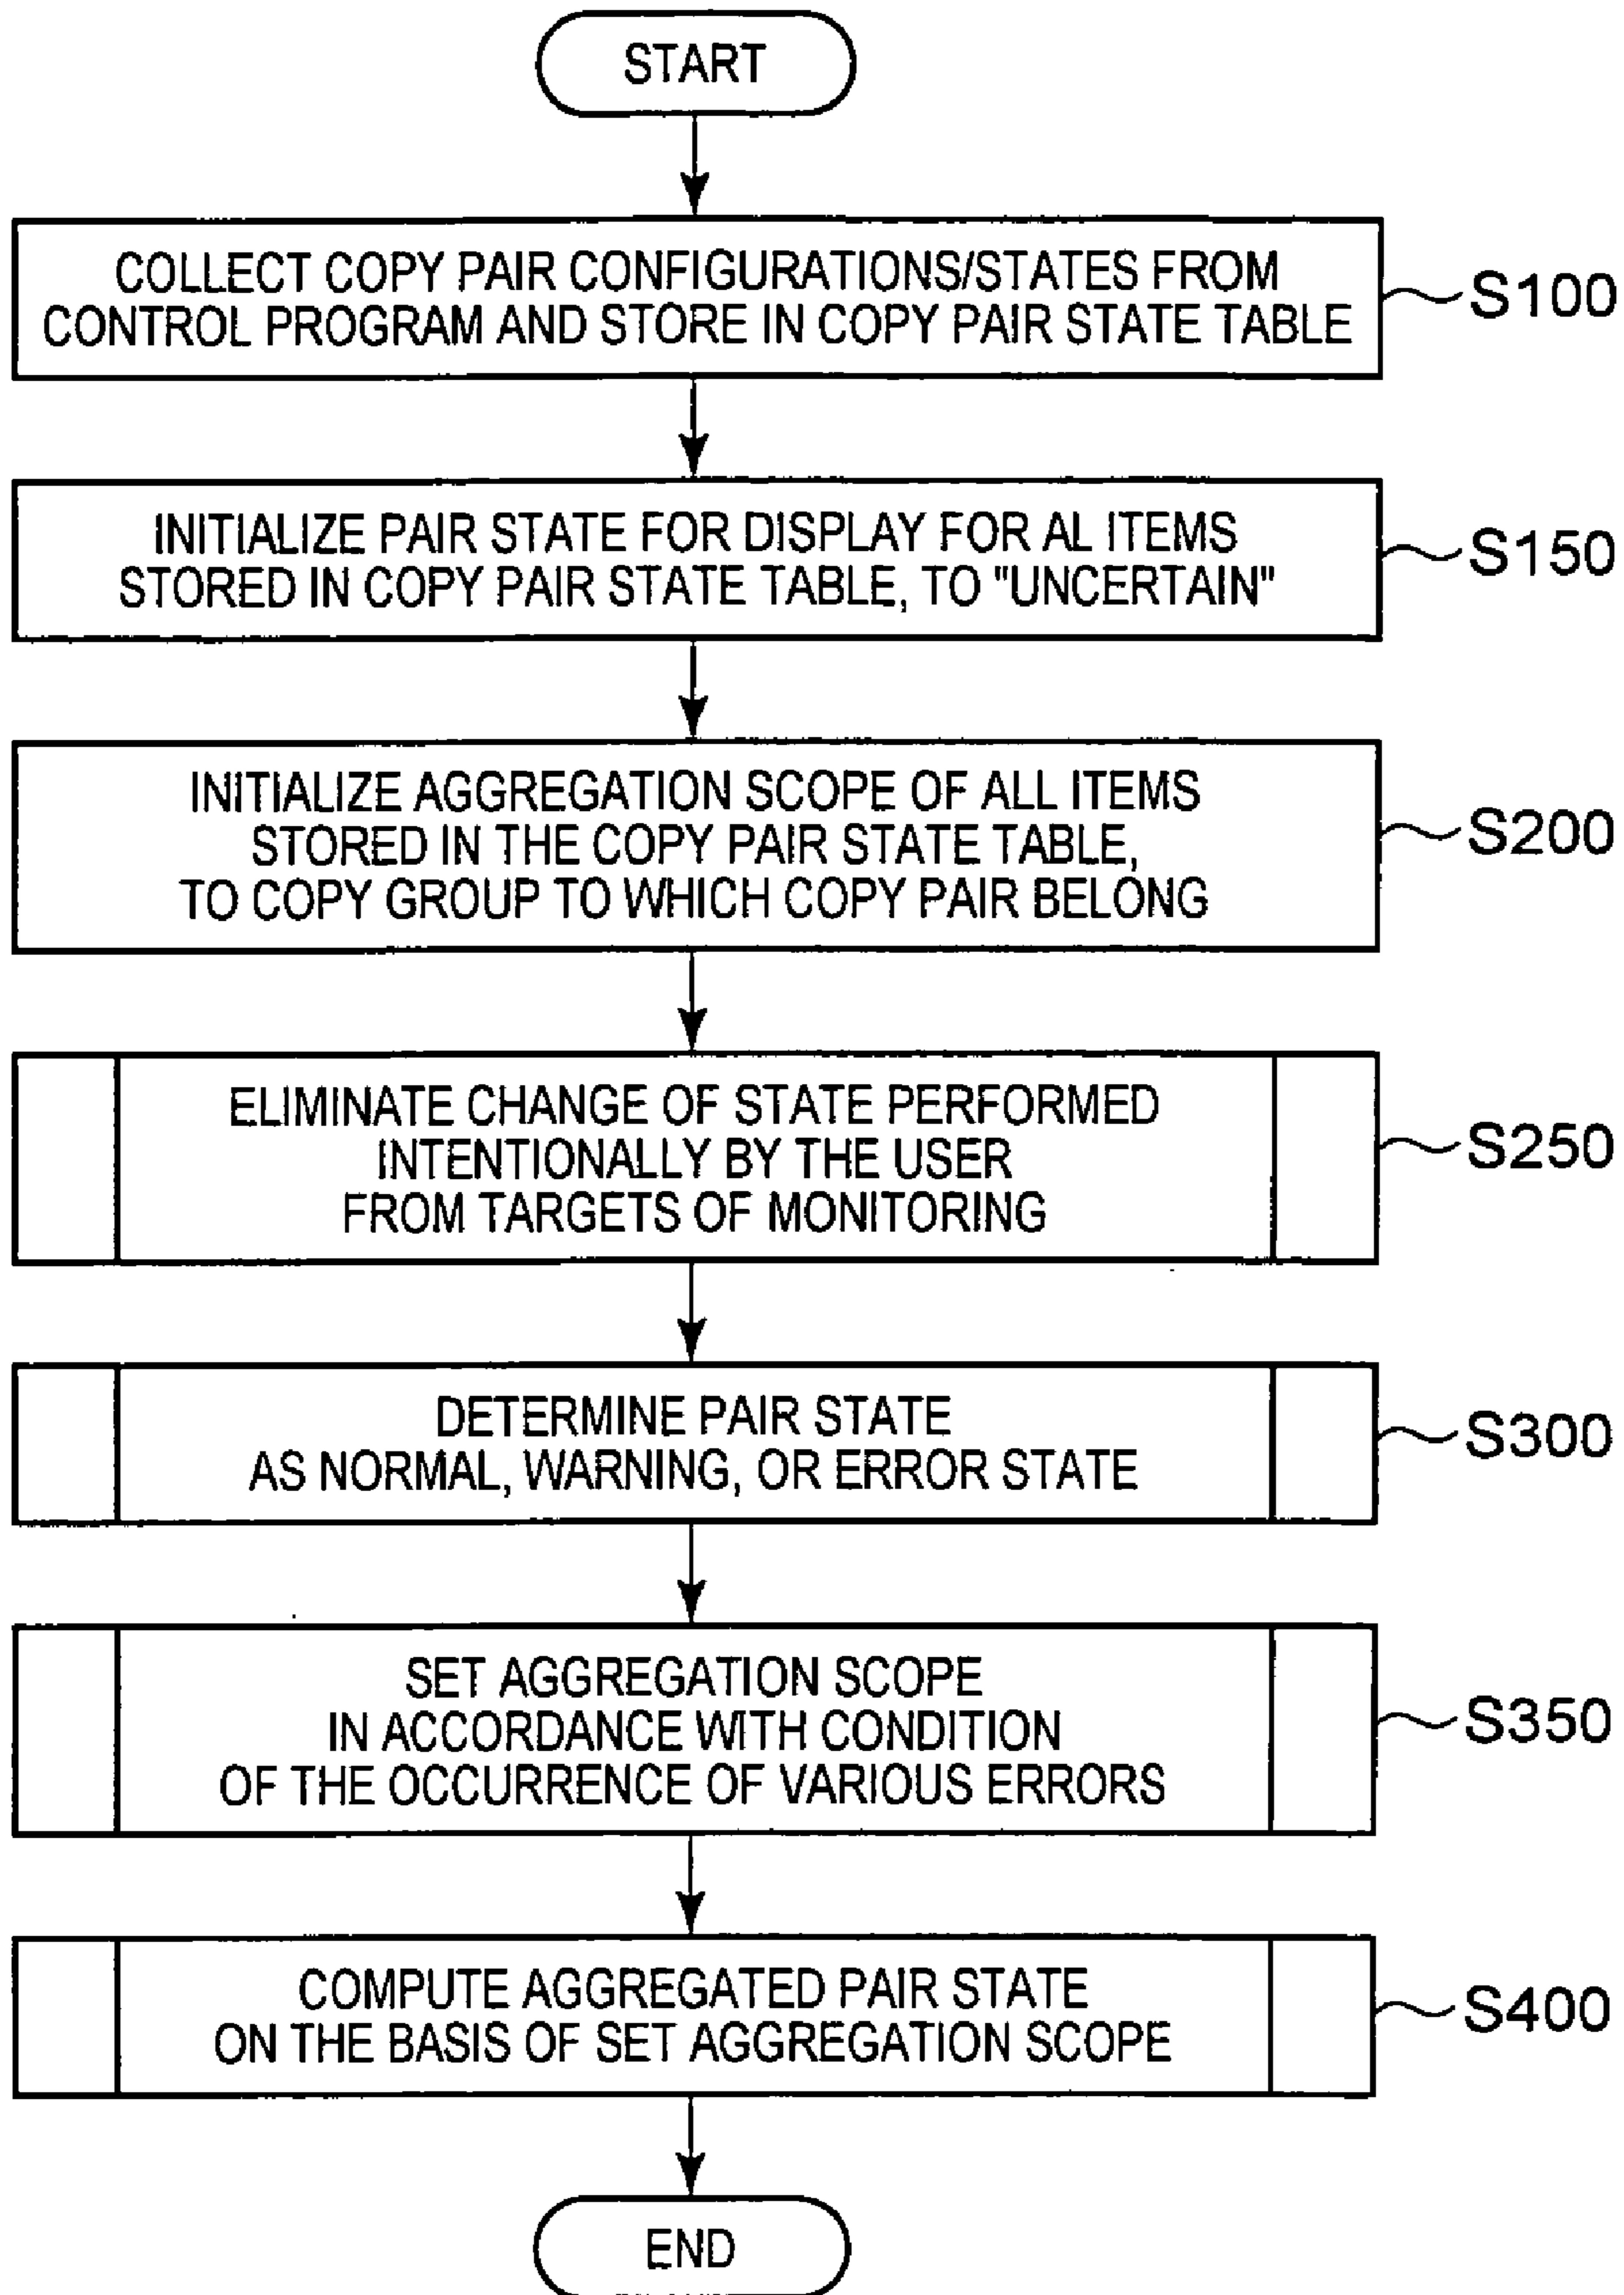 START
COLLECT COPY PAIR CONFIGURATIONS/STATES FROM
CONTROL PROGRAM AND STORE IN COPY PAIR STATE TABLE
S100
INITIALIZE PAIR STATE FOR DISPLAY FOR AL ITEMS
STORED IN COPY PAIR STATE TABLE, TO "UNCERTAIN"
S150
INITIALIZE AGGREGATION SCOPE OF ALL ITEMS
STORED IN THE COPY PAIR STATE TABLE,
TO COPY GROUP TO WHICH COPY PAIR BELONG
S200
ELIMINATE CHANGE OF STATE PERFORMED
INTENTIONALLY BY THE USER
FROM TARGETS OF MONITORING
S250
DETERMINE PAIR STATE
AS NORMAL, WARNING, OR ERROR STATE
S300
SET AGGREGATION SCOPE
IN ACCORDANCE WITH CONDITION
OF THE OCCURRENCE OF VARIOUS ERRORS
S350
COMPUTE AGGREGATED PAIR STATE
ON THE BASIS OF SET AGGREGATION SCOPE
S400
END